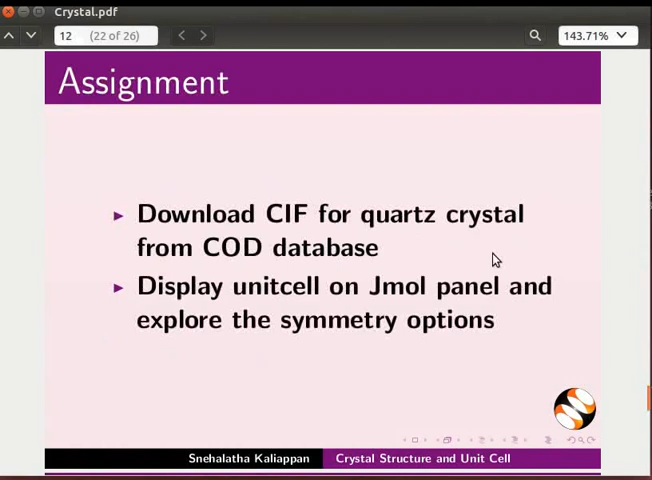 Crystal.pdf
12 (22 of 26) 143.71%
Assignment
Download CIF for quartz crystal
from COD database
Display unitcell on Jmol panel and
explore the symmetry options
Snehalatha Kaliappan Crystal Structure and Unit Cell